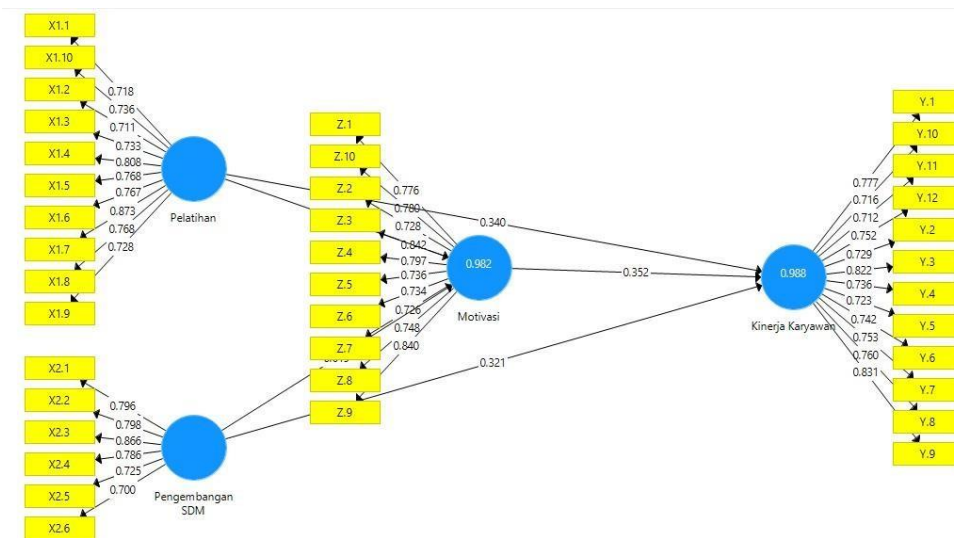 X1.1
X1.10
X1.2
X1.3
X1.4
X1.5
X1.6
X1.7
X1.8
X1.9
0.718
0.736
0.711
0.733
0.808
0.768
0.767
0.873
0.768
0.728
Pelatihan
X2.1
X2.2
X2.3
X2.4
X2.5
X2.6
0.796
0.798
0.866
0.786
0.725
0.700
Pengembangan
SDM
Z.1
Z.10
Z.2
Z.3
Z.4
Z.5
Z.6
Z.7
Z.8
Z.9
0.776
0.780
0.728
0.842
0.797
0.736
0.734
0.726
0.748
0.840
0.982
Motivasi
0.340
0.352
0.321
0.988
Kinerja Karyawan
0.777
0.716
0.712
0.752
0.729
0.822
0.736
0.723
0.742
0.753
0.760
0.831
Y.1
Y.10
Y.11
Y.12
Y.2
Y.3
Y.4
Y.5
Y.6
Y.7
Y.8
Y.9